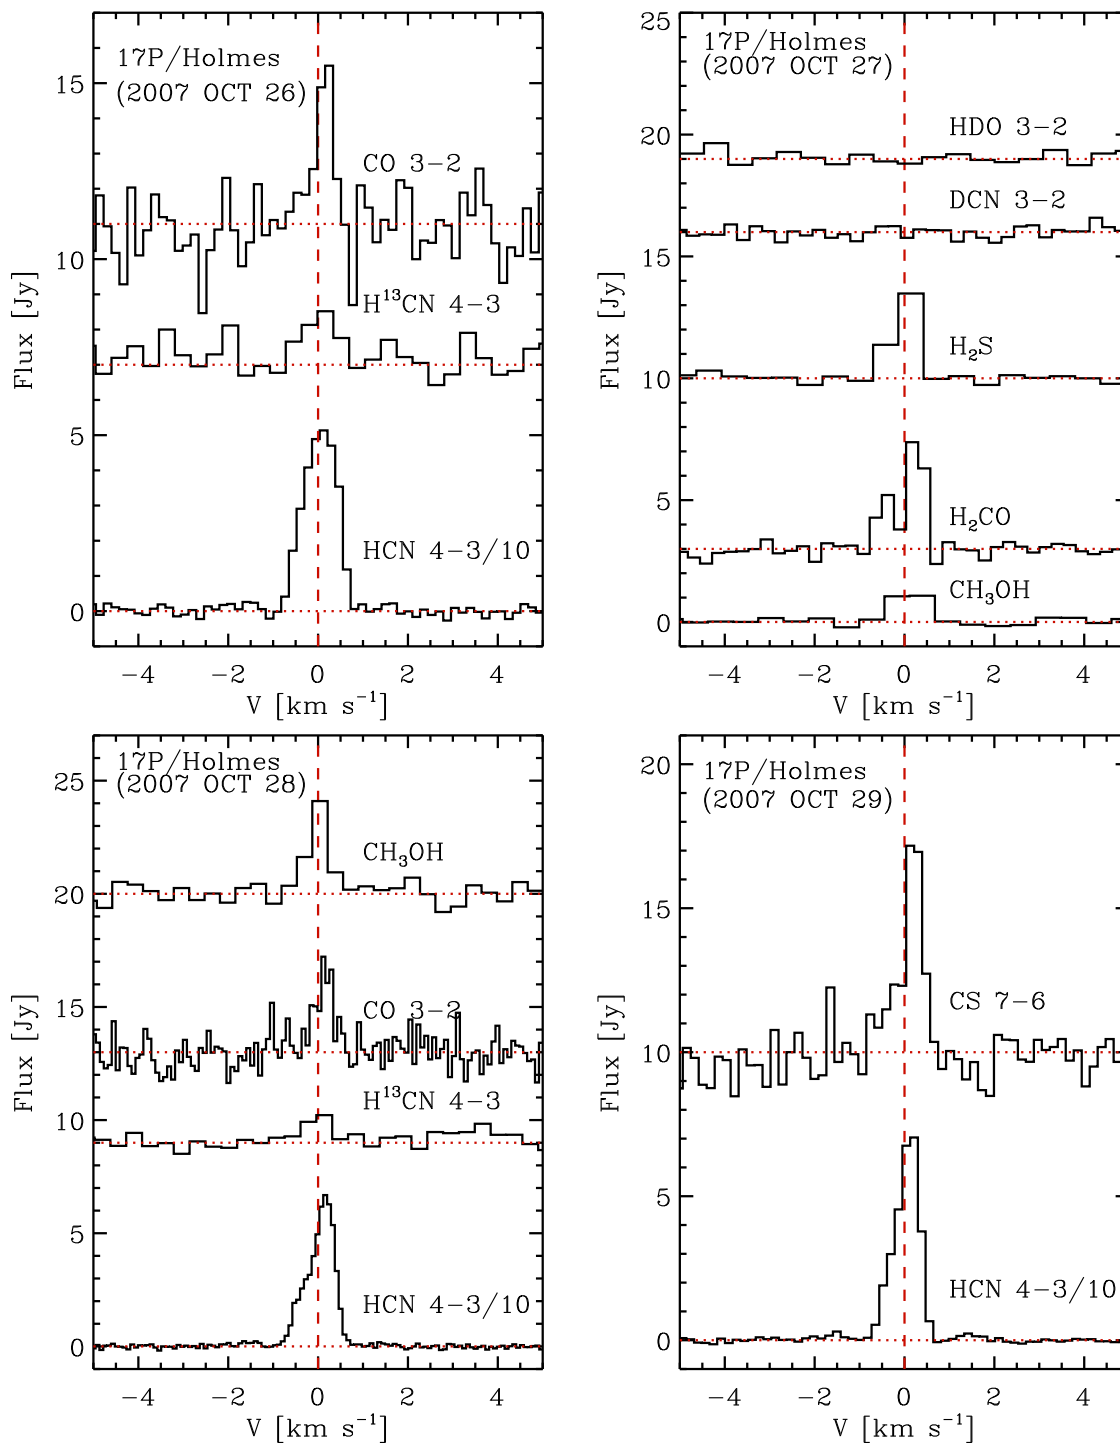 17P/Holmes
(2007 OCT 26)
15
CO 3−2
10
H¹³CN 4−3
5
HCN 4−3/10
0
Flux [Jy]
−4 −2 0 2 4
V [km s⁻¹]
25
17P/Holmes
(2007 OCT 27)
HDO 3−2
20
DCN 3−2
15
H₂S
10
H₂CO
5
CH₃OH
0
Flux [Jy]
−4 −2 0 2 4
V [km s⁻¹]
17P/Holmes
(2007 OCT 28)
25
CH₃OH
20
CO 3−2
15
H¹³CN 4−3
10
5
HCN 4−3/10
0
Flux [Jy]
−4 −2 0 2 4
V [km s⁻¹]
20
17P/Holmes
(2007 OCT 29)
15
CS 7−6
10
5
HCN 4−3/10
0
Flux [Jy]
−4 −2 0 2 4
V [km s⁻¹]